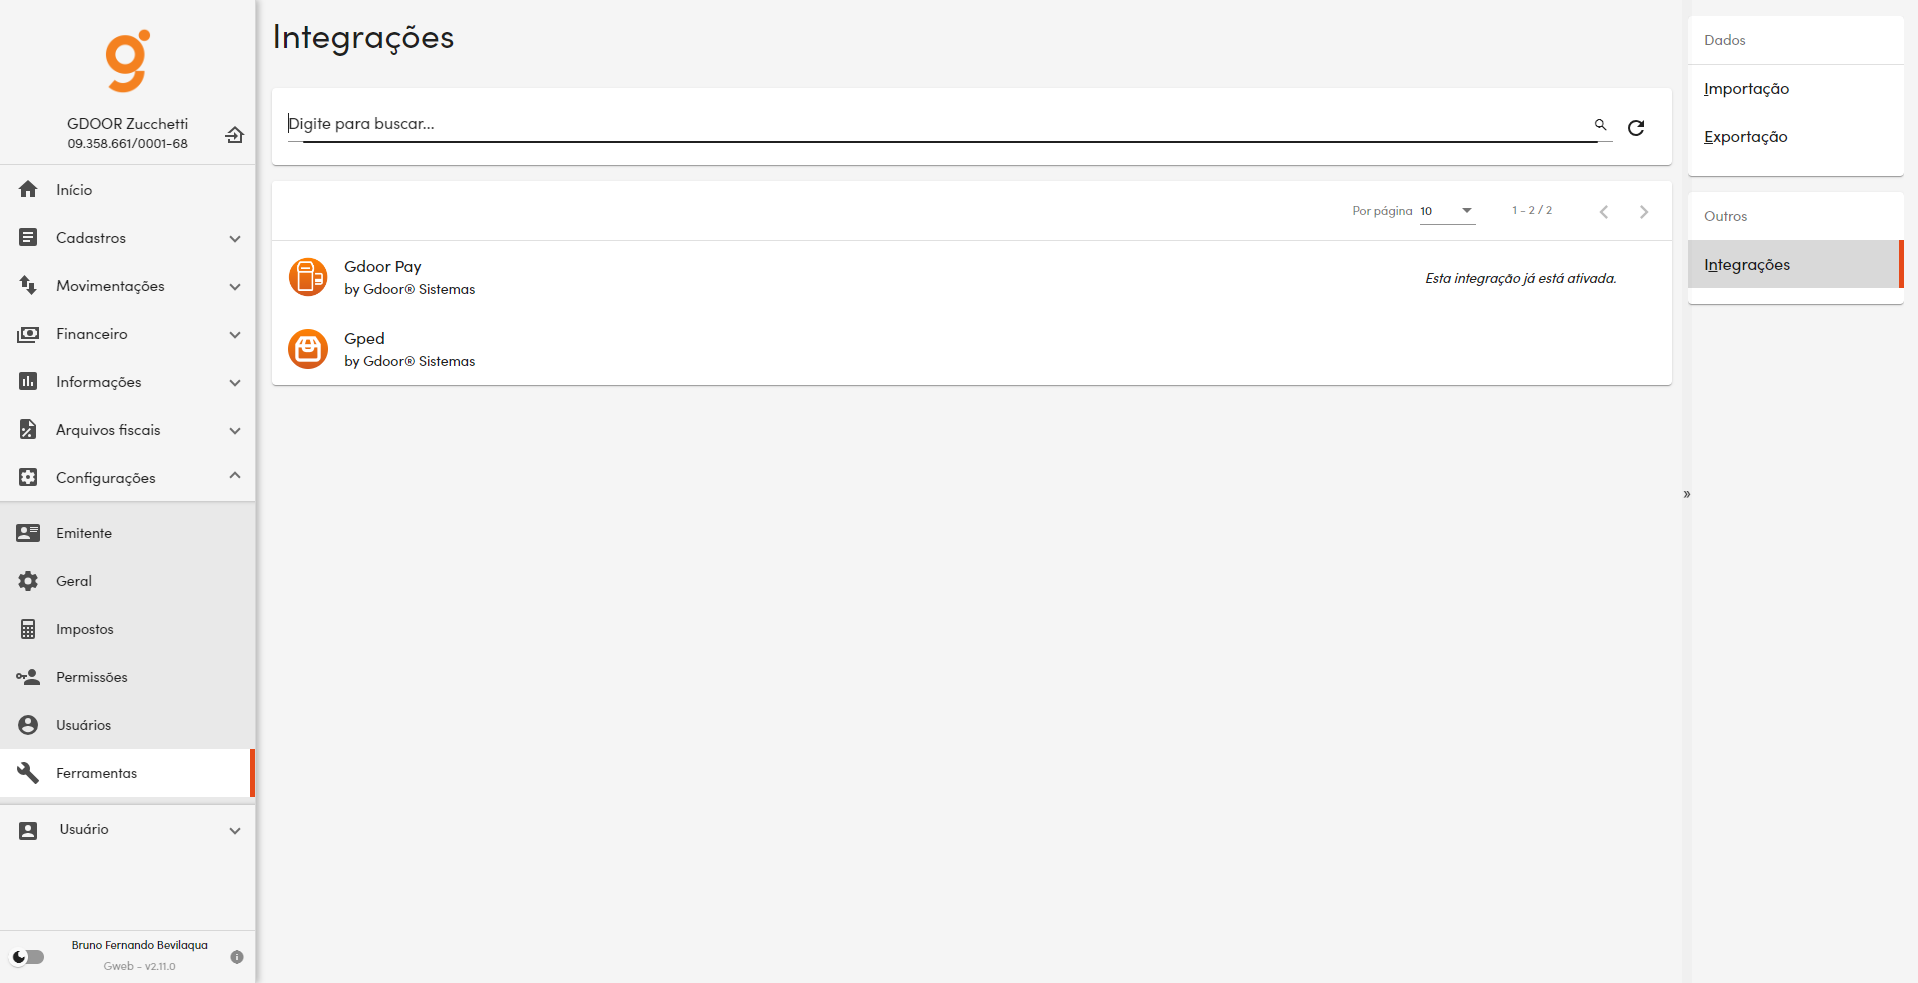 GDOOR Zucchetti
09.358.661/0001-68
Início
Cadastros
Movimentações
Financeiro
Informações
Arquivos fiscais
Configurações
Emitente
Geral
Impostos
Permissões
Usuários
Ferramentas
Usuário
Bruno Fernando Bevilaqua
Gweb - v2.11.0
Integrações
Digite para buscar...
Por página 10
1 - 2 / 2
Gdoor Pay
by Gdoor® Sistemas
Esta integração já está ativada.
Gped
by Gdoor® Sistemas
»
Dados
Importação
Exportação
Outros
Integrações